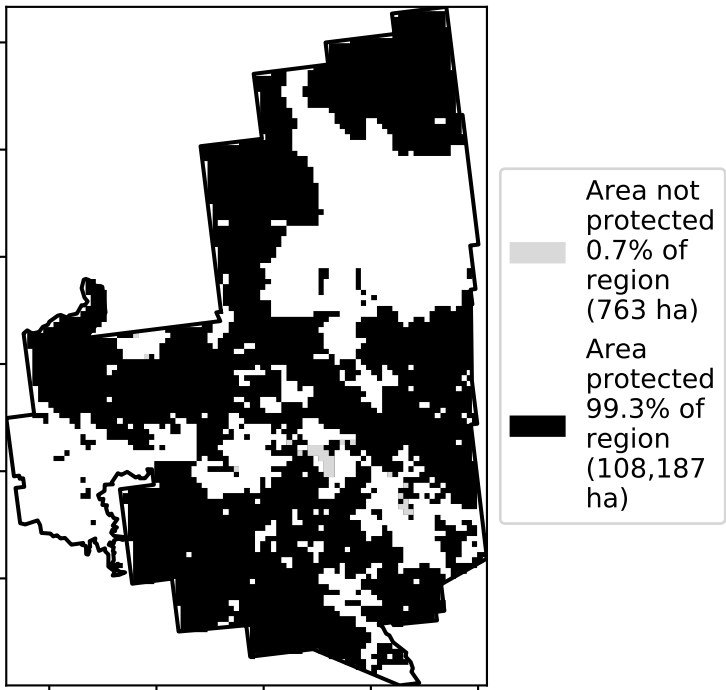 Area not
protected
0.7% of
region
(763 ha)
Area
protected
99.3% of
region
(108,187
ha)